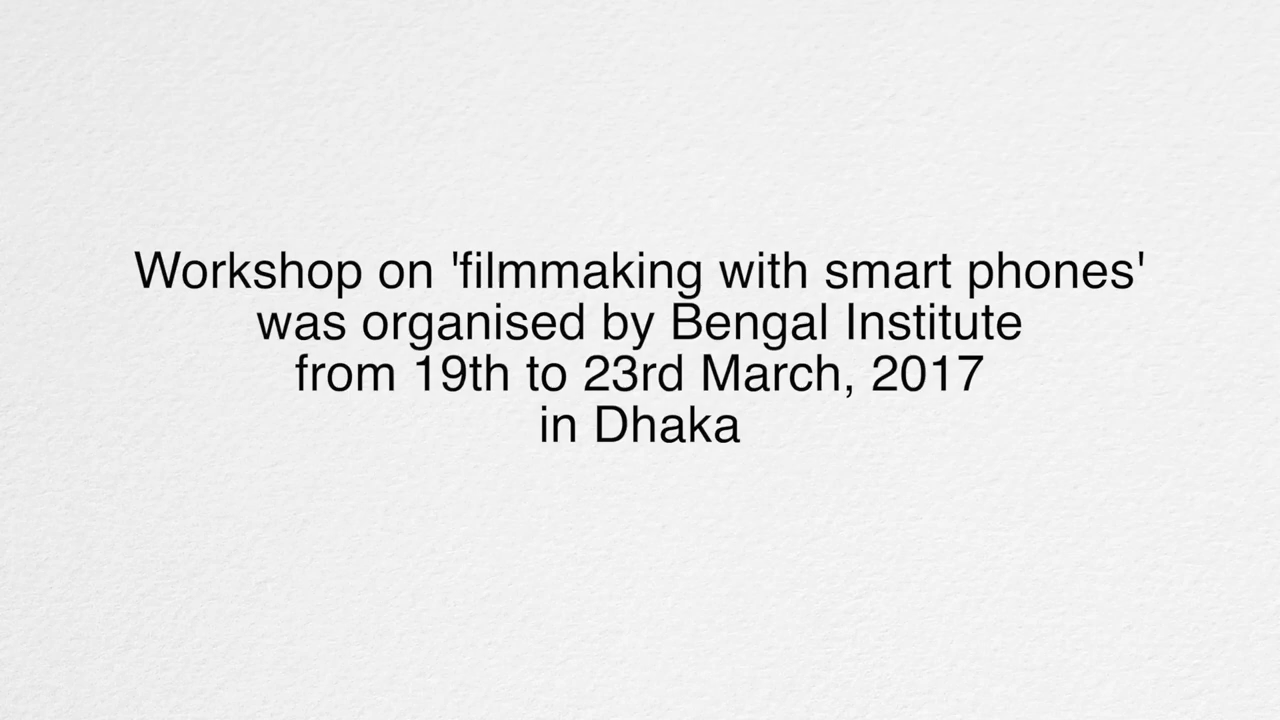 Workshop on 'filmmaking with smart phones'
was organised by Bengal Institute
from 19th to 23rd March, 2017
in Dhaka